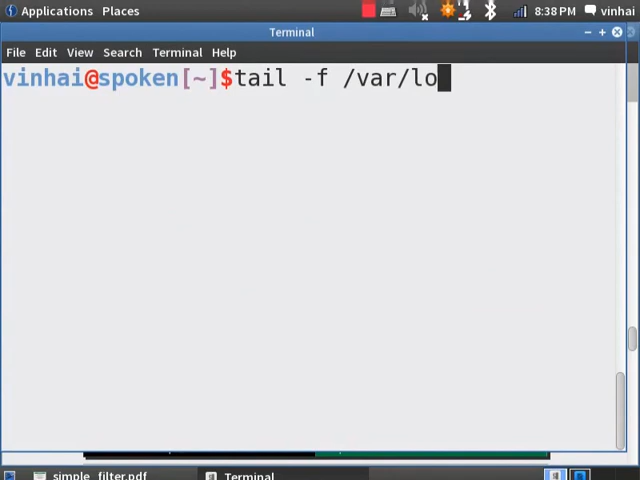 Applications Places 8:38 PM vinhai
Terminal
File Edit View Search Terminal Help
vinhai@spoken[~]$tail -f /var/lo
simple_filter.pdf Terminal